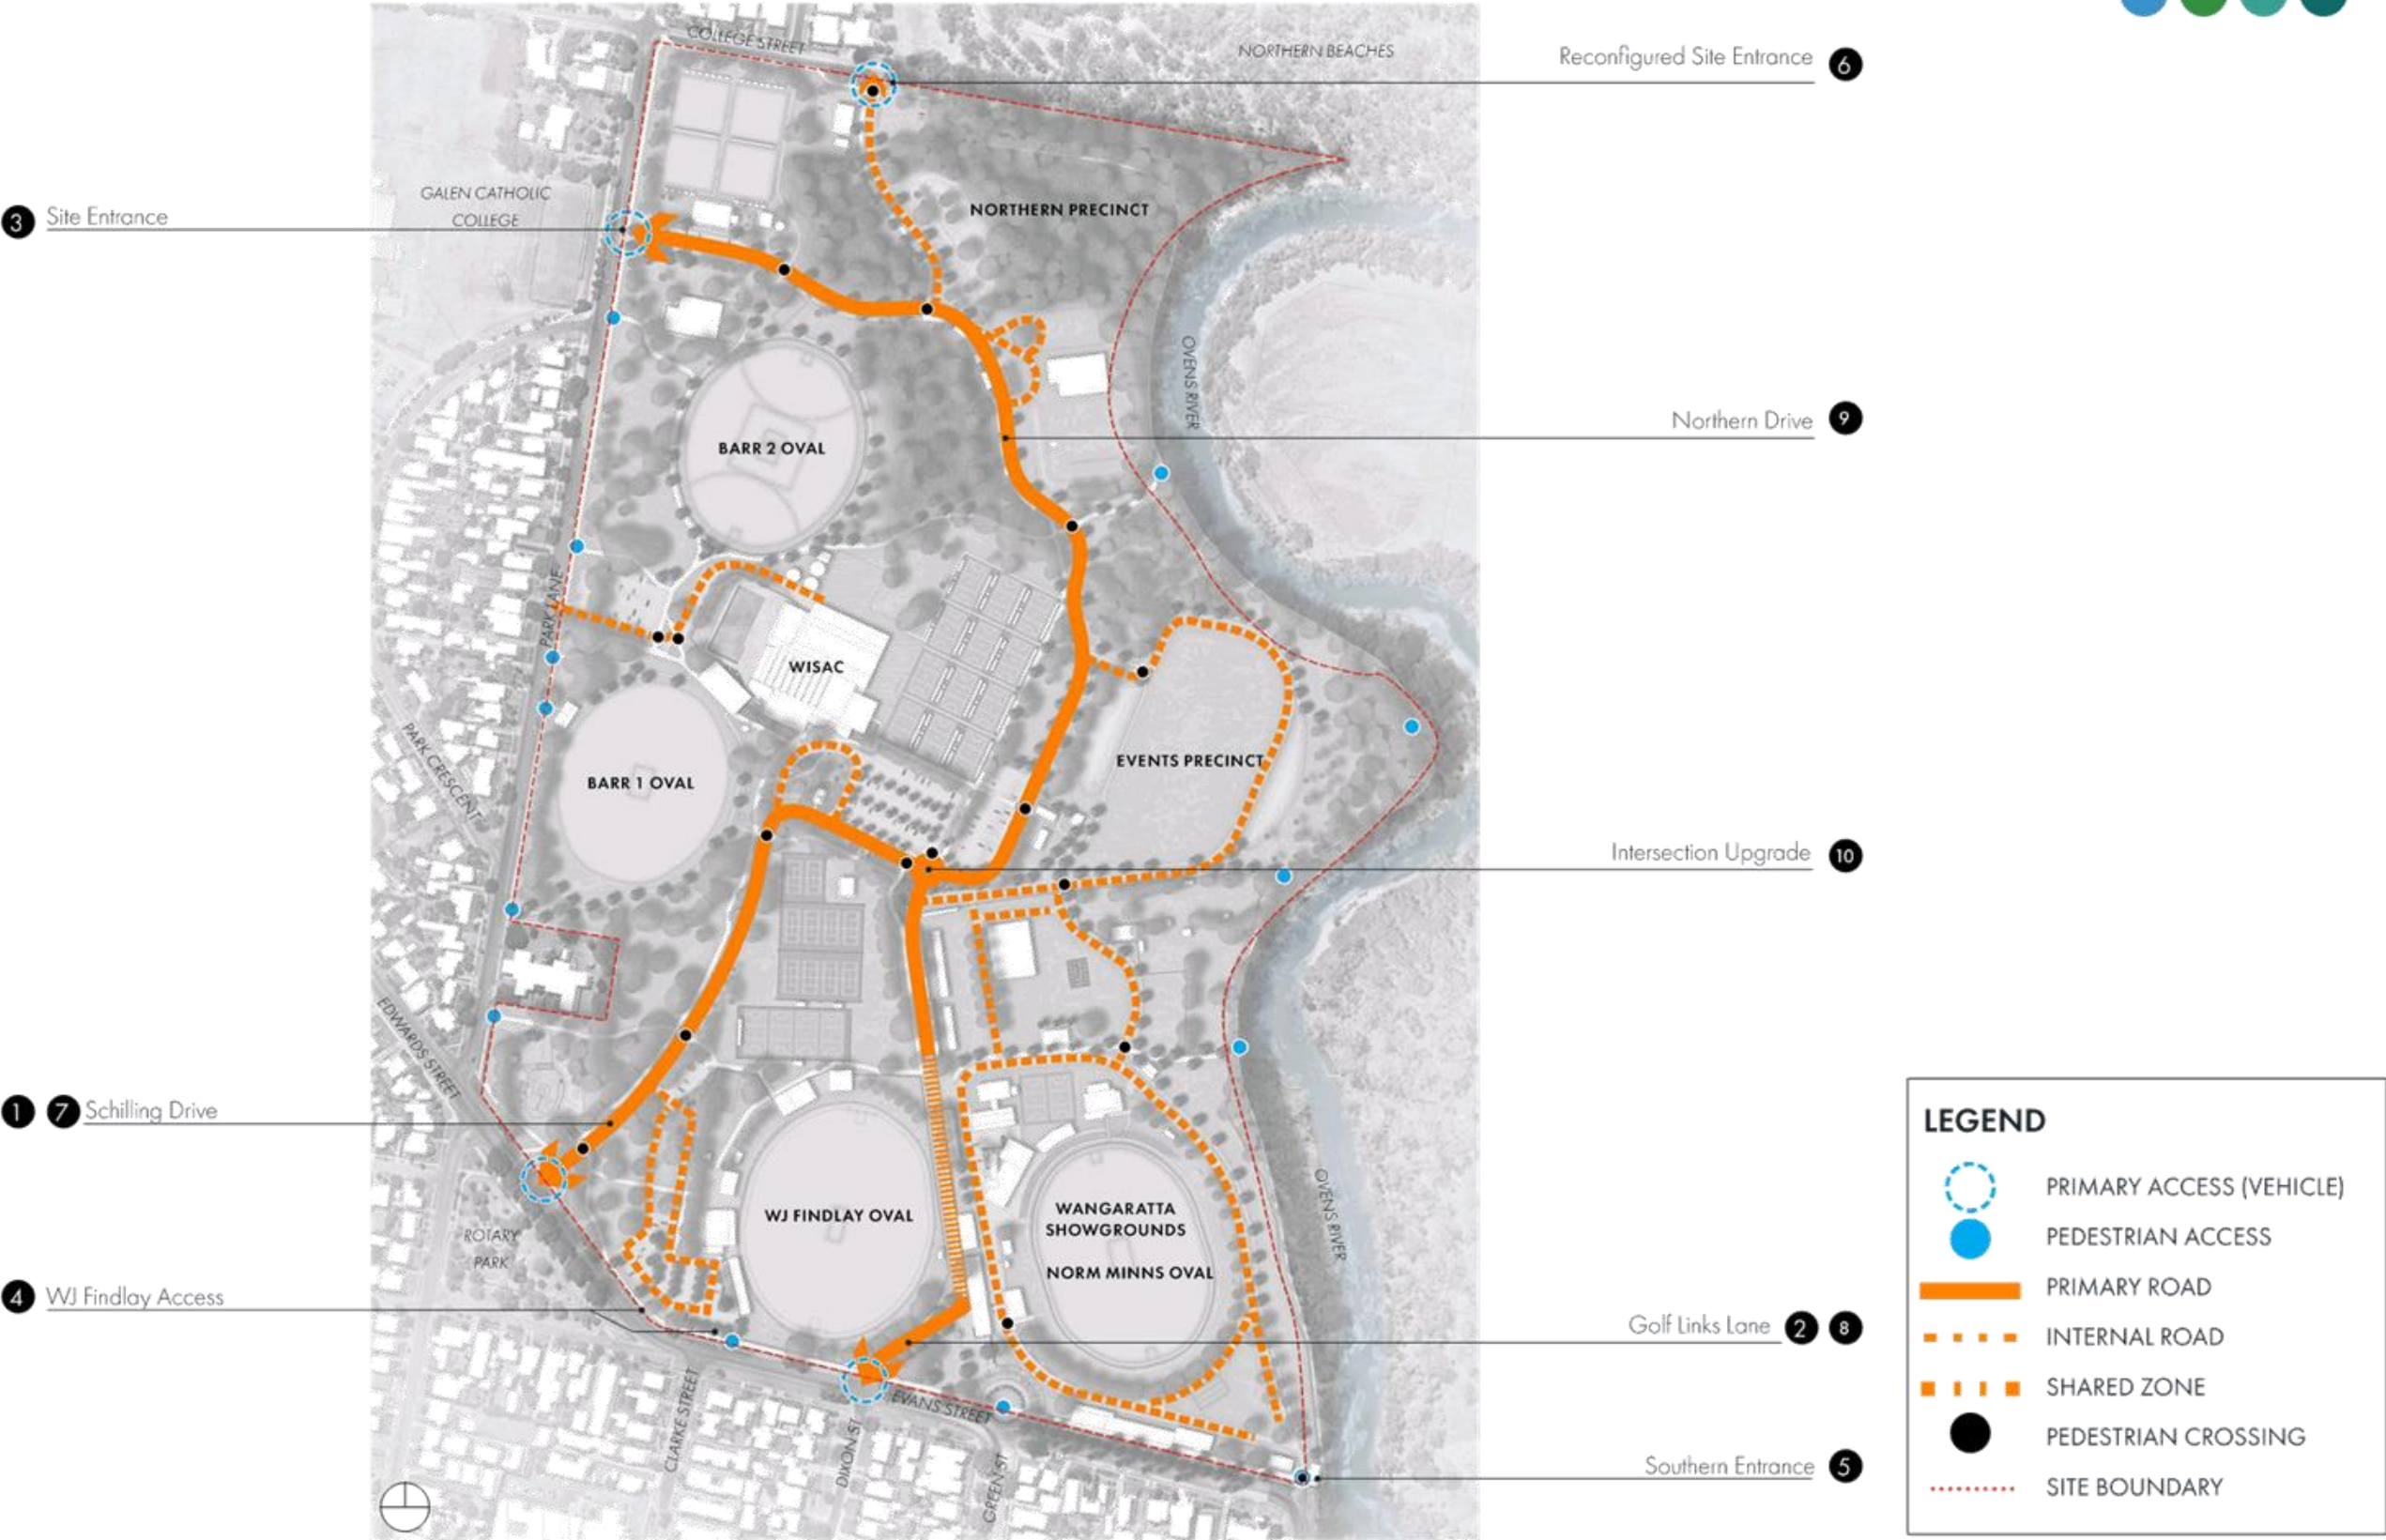 COLLEGE STREET
NORTHERN BEACHES
Reconfigured Site Entrance 6
GALEN CATHOLIC
COLLEGE
3 Site Entrance
NORTHERN PRECINCT
OVENS RIVER
Northern Drive 9
BARR 2 OVAL
PARK LANE
WISAC
PARK CRESCENT
EVENTS PRECINCT
BARR 1 OVAL
Intersection Upgrade 10
EDWARDS STREET
1 7 Schilling Drive
ROTARY
PARK
WJ FINDLAY OVAL
WANGARATTA
SHOWGROUNDS
NORM MINNS OVAL
OVENS RIVER
4 WJ Findlay Access
Golf Links Lane 2 8
CLARKE STREET
DIXON ST
EVANS STREET
GREEN ST
Southern Entrance 5
LEGEND
PRIMARY ACCESS (VEHICLE)
PEDESTRIAN ACCESS
PRIMARY ROAD
INTERNAL ROAD
SHARED ZONE
PEDESTRIAN CROSSING
SITE BOUNDARY